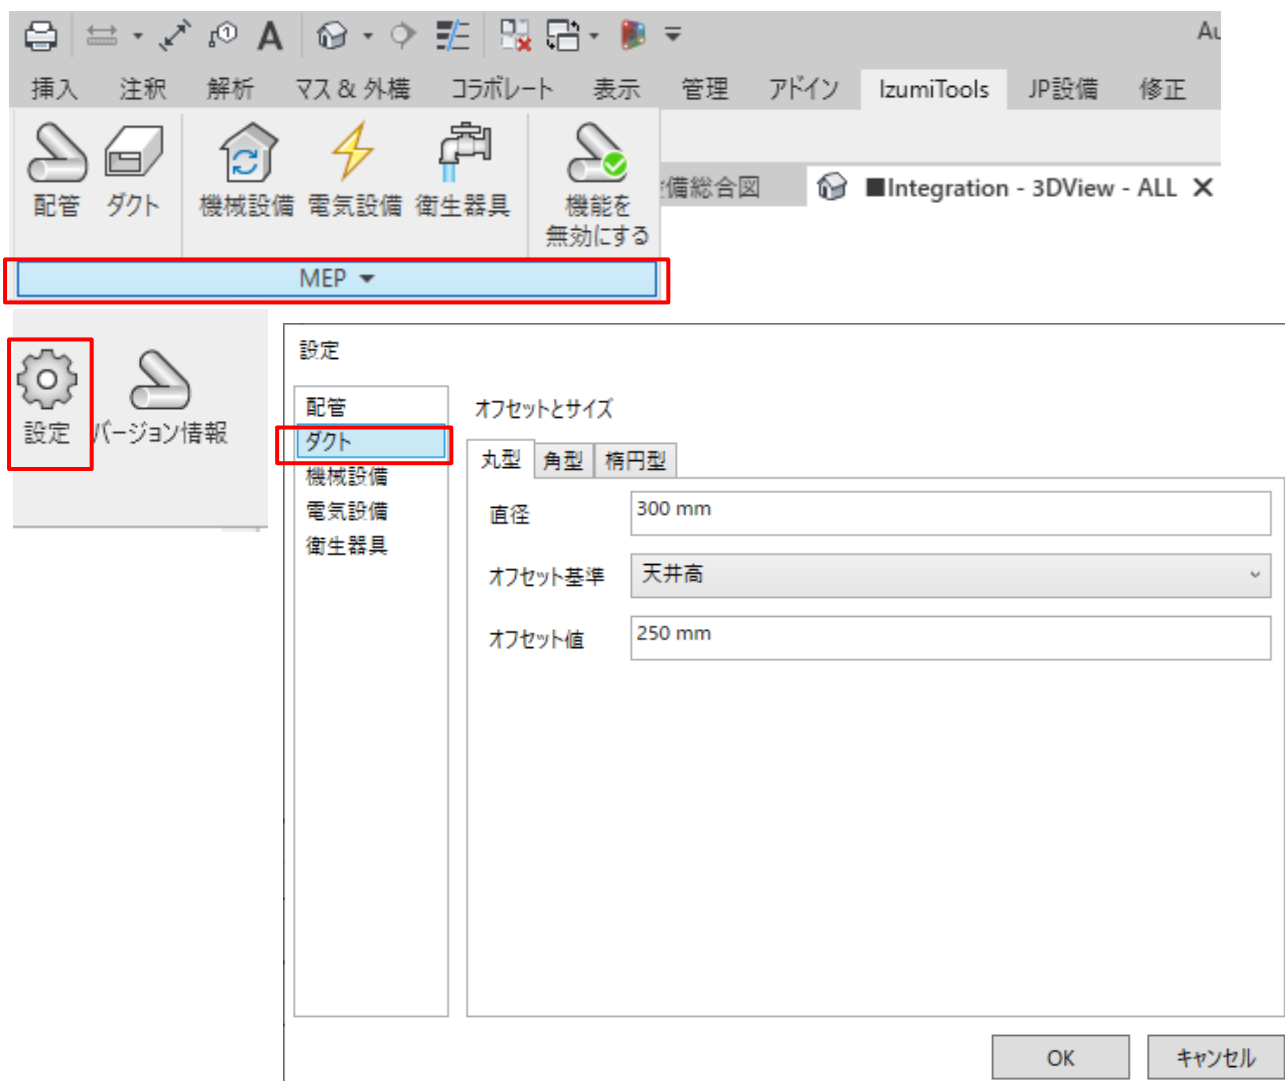 Au
挿入 注釈 解析 マス & 外構 コラボレート 表示 管理 アドイン IzumiTools JP設備 修正
配管 ダクト 機械設備 電気設備 衛生器具 機能を
無効にする
備総合図 ■Integration - 3DView - ALL
MEP
設定 バージョン情報
設定
配管
ダクト
機械設備
電気設備
衛生器具
オフセットとサイズ
丸型 角型 楕円型
直径 300 mm
オフセット基準 天井高
オフセット値 250 mm
OK キャンセル